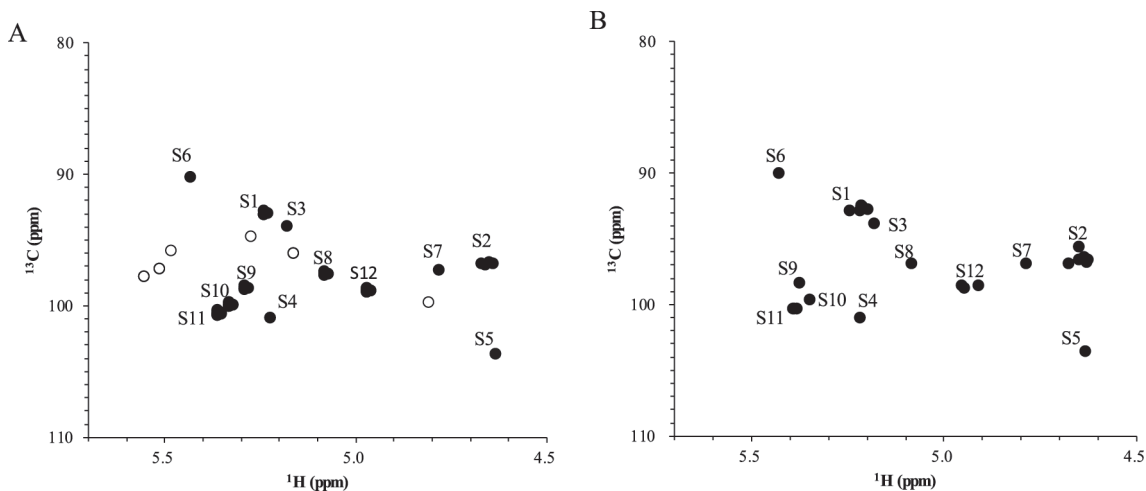 A
80
90
100
110
5.5
5.0
4.5
¹³C (ppm)
¹H (ppm)
S6
S1
S3
S7
S2
S8
S9
S12
S10
S4
S11
S5
B
80
90
100
110
5.5
5.0
4.5
¹³C (ppm)
¹H (ppm)
S6
S1
S3
S2
S8
S7
S9
S12
S10
S4
S11
S5